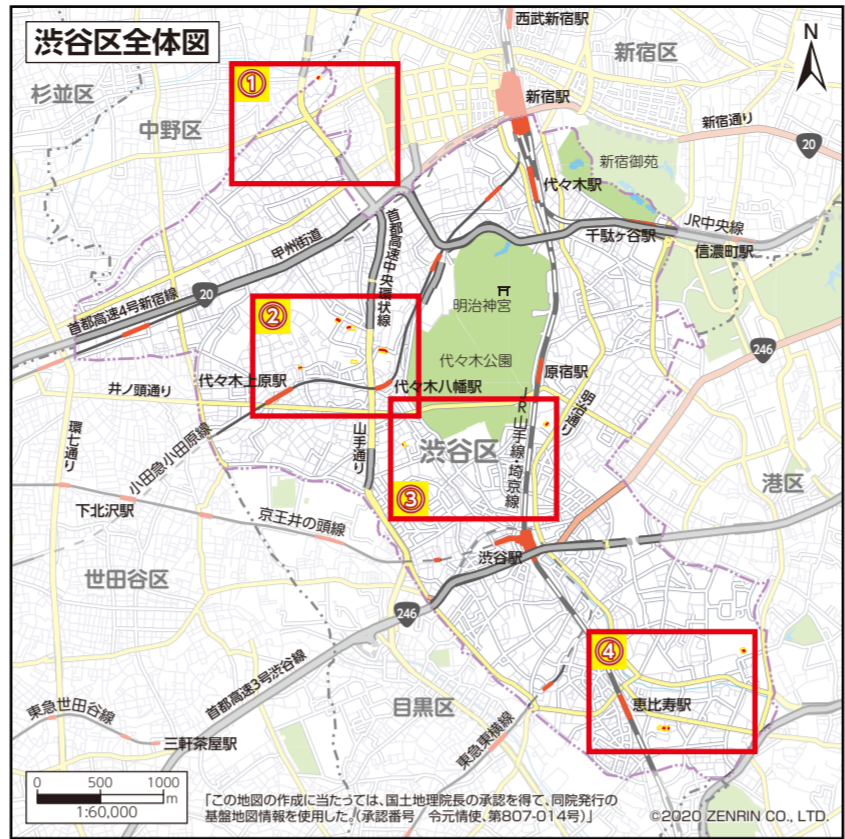 渋谷区全体図
西武新宿駅
新宿区
N
①
杉並区
中野区
新宿駅
新宿通り
20
新宿御苑
代々木駅
JR中央線
千駄ヶ谷駅
信濃町駅
甲州街道
首都高速中央環状線
首都高速4号新宿線
20
明治神宮
②
代々木公園
246
代々木上原駅
代々木八幡駅
原宿駅
井ノ頭通り
明治通り
JR山手線・埼京線
環七通り
小田急小田原線
山手通り
渋谷区
③
港区
下北沢駅
京王井の頭線
渋谷駅
世田谷区
246
④
首都高速3号渋谷線
目黒区
恵比寿駅
東急世田谷線
三軒茶屋駅
東急東横線
0 500 1000
m
1:60,000
「この地図の作成に当たっては、国土地理院長の承認を得て、同院発行の
基盤地図情報を使用した。(承認番号 令元情使、第807-014号)」
©2020 ZENRIN CO., LTD.